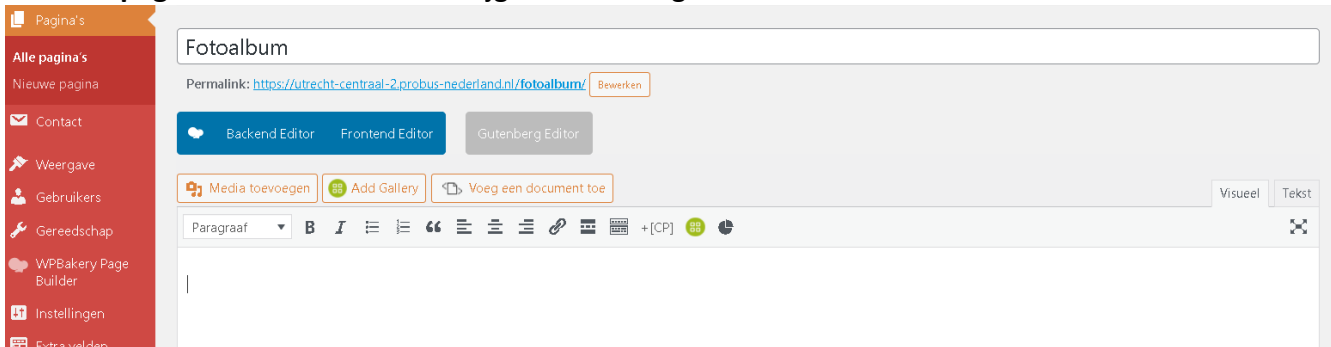 Pagina's
Alle pagina's
Nieuwe pagina
Contact
Weergave
Gebruikers
Gereedschap
WPBakery Page
Builder
Instellingen
Extra velden
Fotoalbum
Permalink: https://utrecht-centraal-2.probus-nederland.nl/fotoalbum/ Bewerken
Backend Editor Frontend Editor Gutenberg Editor
Media toevoegen Add Gallery Voeg een document toe
Visueel Tekst
Paragraaf B I +[CP]